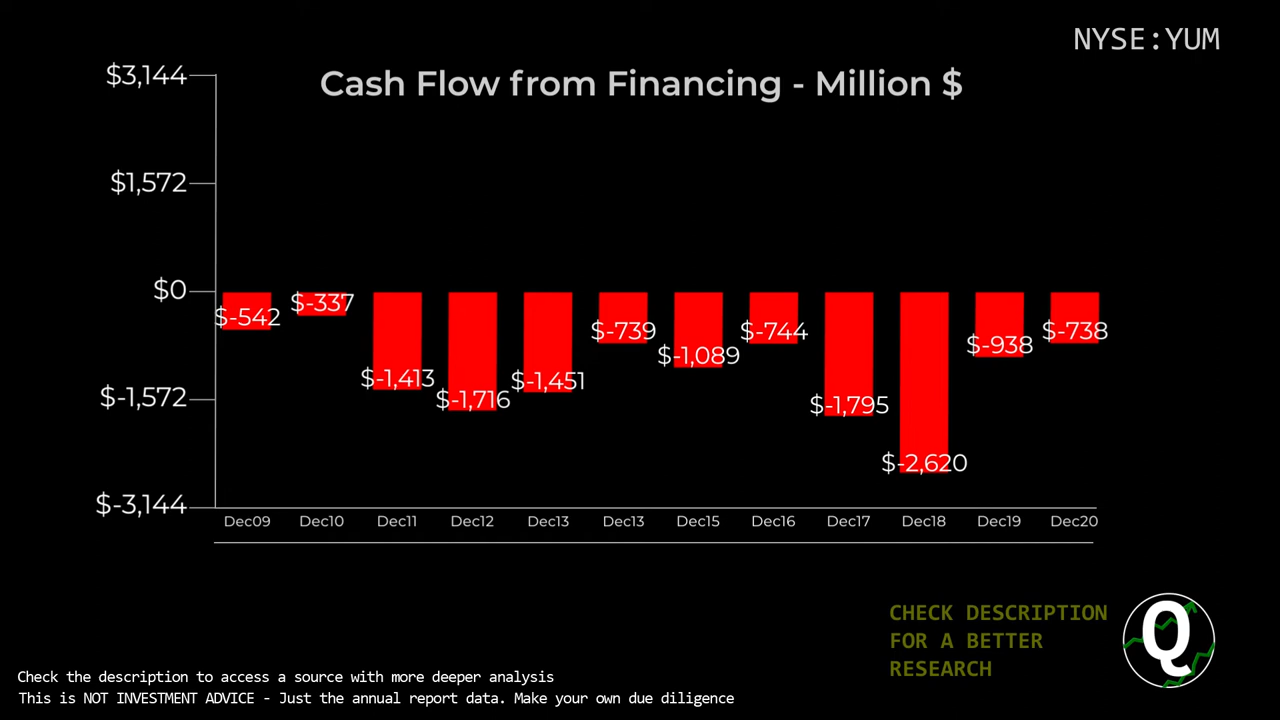 NYSE:YUM
Cash Flow from Financing - Million $
$3,144
$1,572
$0
$-1,572
$-3,144
$-542
$-337
$-1,413
$-1,716
$-1,451
$-739
$-1,089
$-744
$-1,795
$-2,620
$-938
$-738
Dec09 Dec10 Dec11 Dec12 Dec13 Dec13 Dec15 Dec16 Dec17 Dec18 Dec19 Dec20
CHECK DESCRIPTION
FOR A BETTER
RESEARCH
Q
Check the description to access a source with more deeper analysis
This is NOT INVESTMENT ADVICE - Just the annual report data. Make your own due diligence